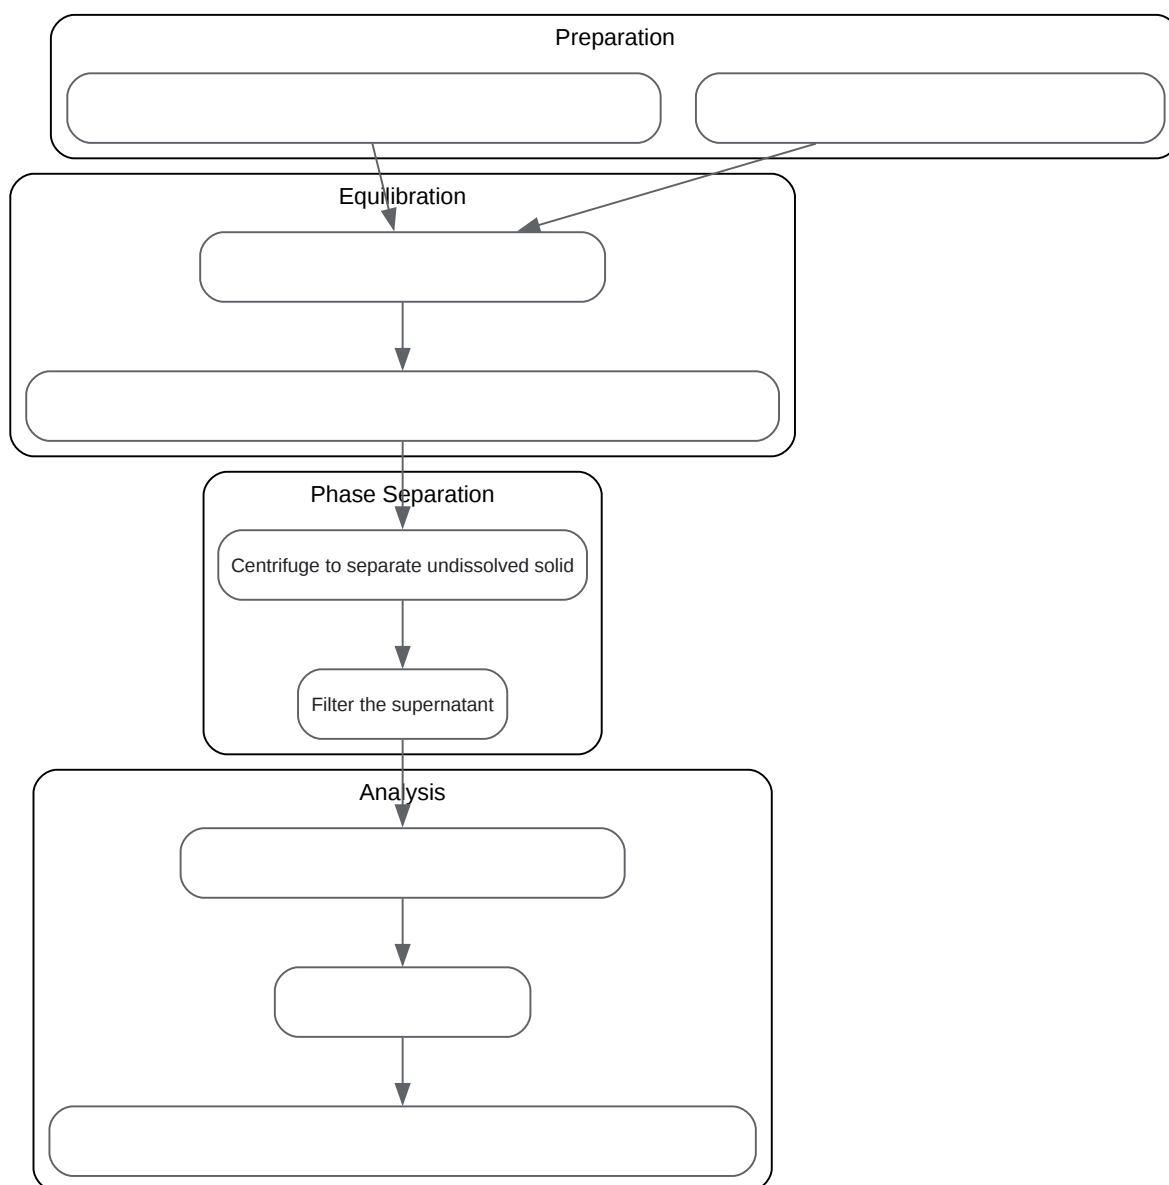 Preparation
Equilibration
Phase Separation
Centrifuge to separate undissolved solid
Filter the supernatant
Analysis